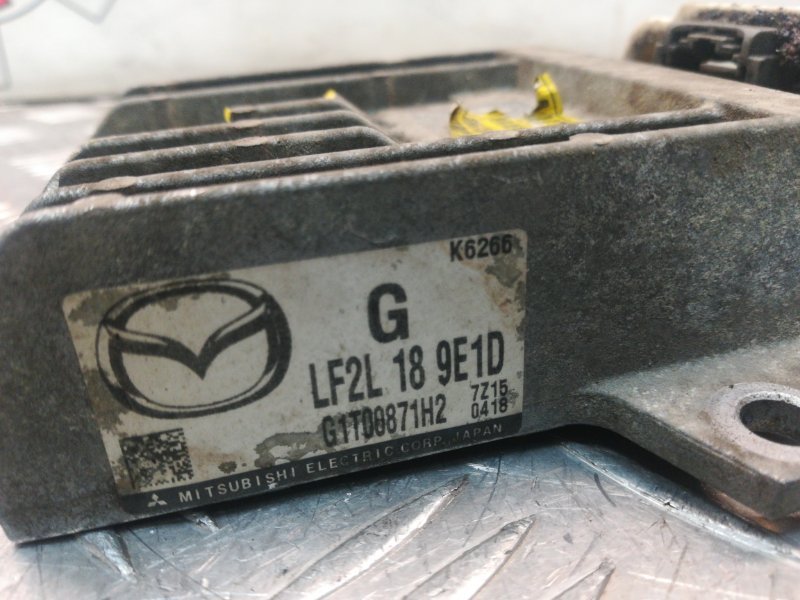 K6266
G
LF2L 18 9E1D
G1T00871H2
7Z15
0418
MITSUBISHI ELECTRIC CORP. JAPAN